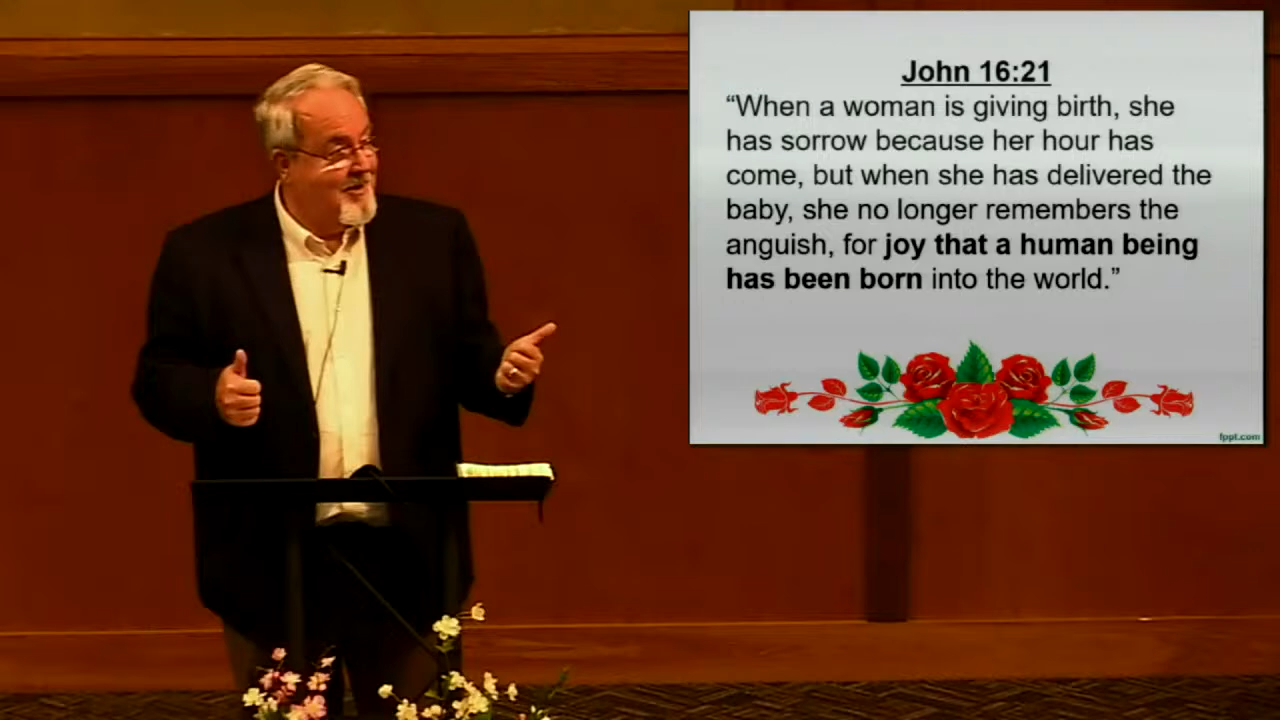 John 16:21
“When a woman is giving birth, she
has sorrow because her hour has
come, but when she has delivered the
baby, she no longer remembers the
anguish, for joy that a human being
has been born into the world.”
fppt.com